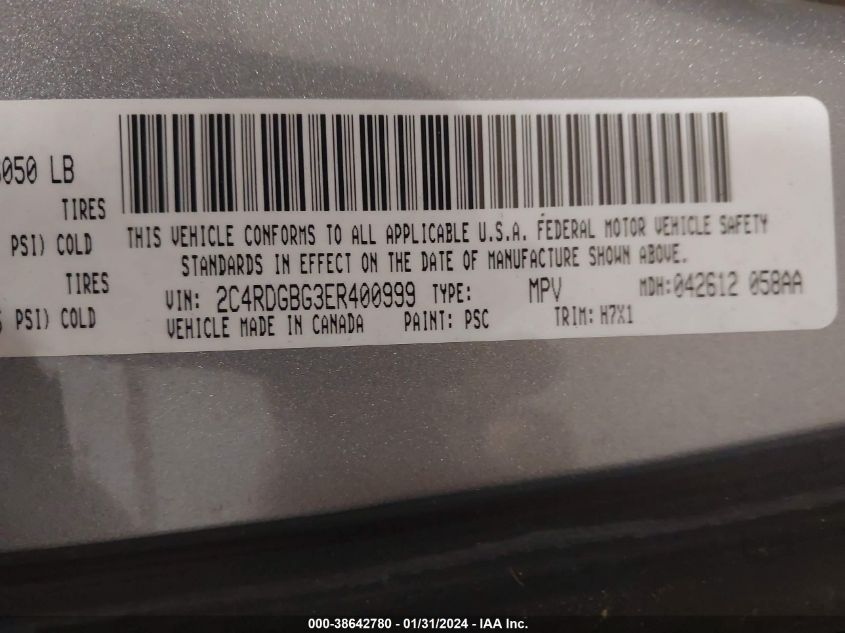 050 LB
TIRES
PSI) COLD
TIRES
PSI) COLD
THIS VEHICLE CONFORMS TO ALL APPLICABLE U.S.A. FEDERAL MOTOR VEHICLE SAFETY
STANDARDS IN EFFECT ON THE DATE OF MANUFACTURE SHOWN ABOVE.
VIN: 2C4RDGBG3ER400999 TYPE: MPV MDH:042612 058AA
VEHICLE MADE IN CANADA PAINT: PSC TRIM: H7X1
000-38642780 - 01/31/2024 - IAA Inc.